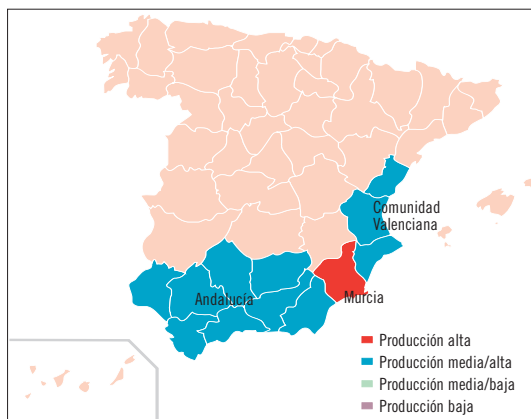 Comunidad
Valenciana
Andalucía
Murcia
Producción alta
Producción media/alta
Producción media/baja
Producción baja